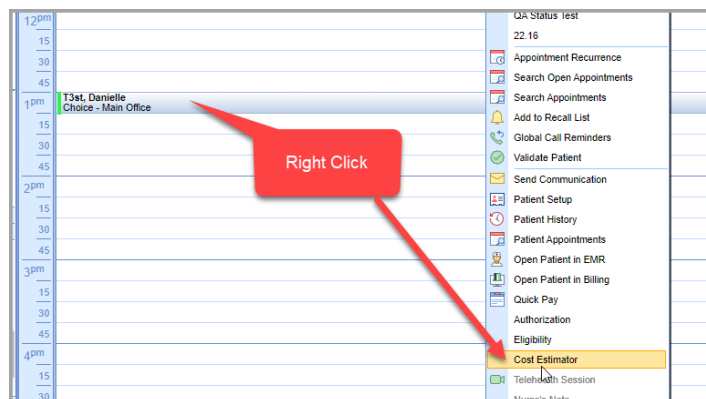 12pm
15
30
45
1pm
T3st, Danielle
Choice - Main Office
15
30
45
2pm
15
30
45
3pm
15
30
45
4pm
15
30
Right Click
QA Status Test
22.16
Appointment Recurrence
Search Open Appointments
Search Appointments
Add to Recall List
Global Call Reminders
Validate Patient
Send Communication
Patient Setup
Patient History
Patient Appointments
Open Patient in EMR
Open Patient in Billing
Quick Pay
Authorization
Eligibility
Cost Estimator
Telehealth Session
Nurse's Note